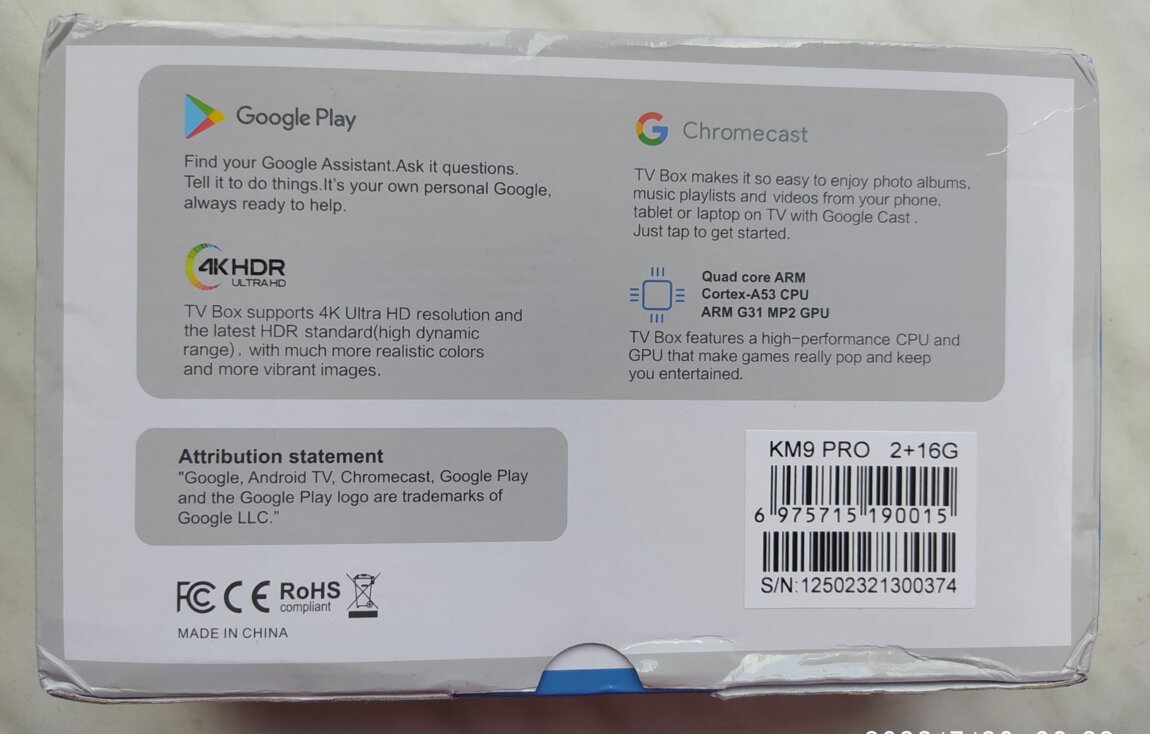 Google Play
Find your Google Assistant.Ask it questions.
Tell it to do things.It's your own personal Google,
always ready to help.
4K HDR
ULTRA HD
TV Box supports 4K Ultra HD resolution and
the latest HDR standard(high dynamic
range), with much more realistic colors
and more vibrant images.
G Chromecast
TV Box makes it so easy to enjoy photo albums,
music playlists and videos from your phone,
tablet or laptop on TV with Google Cast .
Just tap to get started.
Quad core ARM
Cortex-A53 CPU
ARM G31 MP2 GPU
TV Box features a high-performance CPU and
GPU that make games really pop and keep
you entertained.
Attribution statement
"Google, Android TV, Chromecast, Google Play
and the Google Play logo are trademarks of
Google LLC."
FC CE RoHS
compliant
MADE IN CHINA
KM9 PRO 2+16G
6 975715 190015
S/N:12502321300374